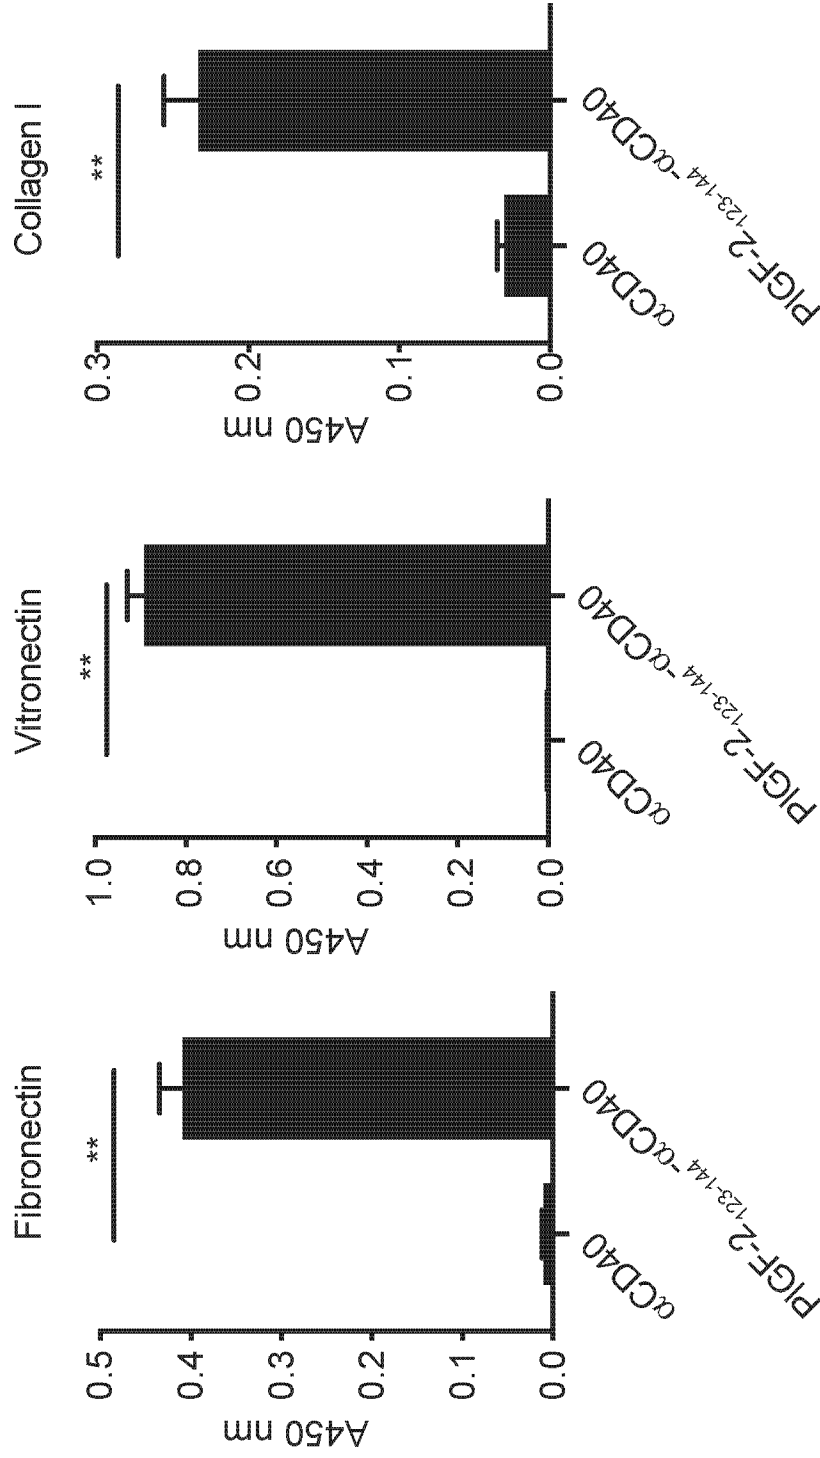 Fibronectin
**
A450 nm
0.5
0.4
0.3
0.2
0.1
0.0
αCD40
PlGF-2123-144-αCD40
Vitronectin
**
A450 nm
1.0
0.8
0.6
0.4
0.2
0.0
αCD40
PlGF-2123-144-αCD40
Collagen I
**
A450 nm
0.3
0.2
0.1
0.0
αCD40
PlGF-2123-144-αCD40